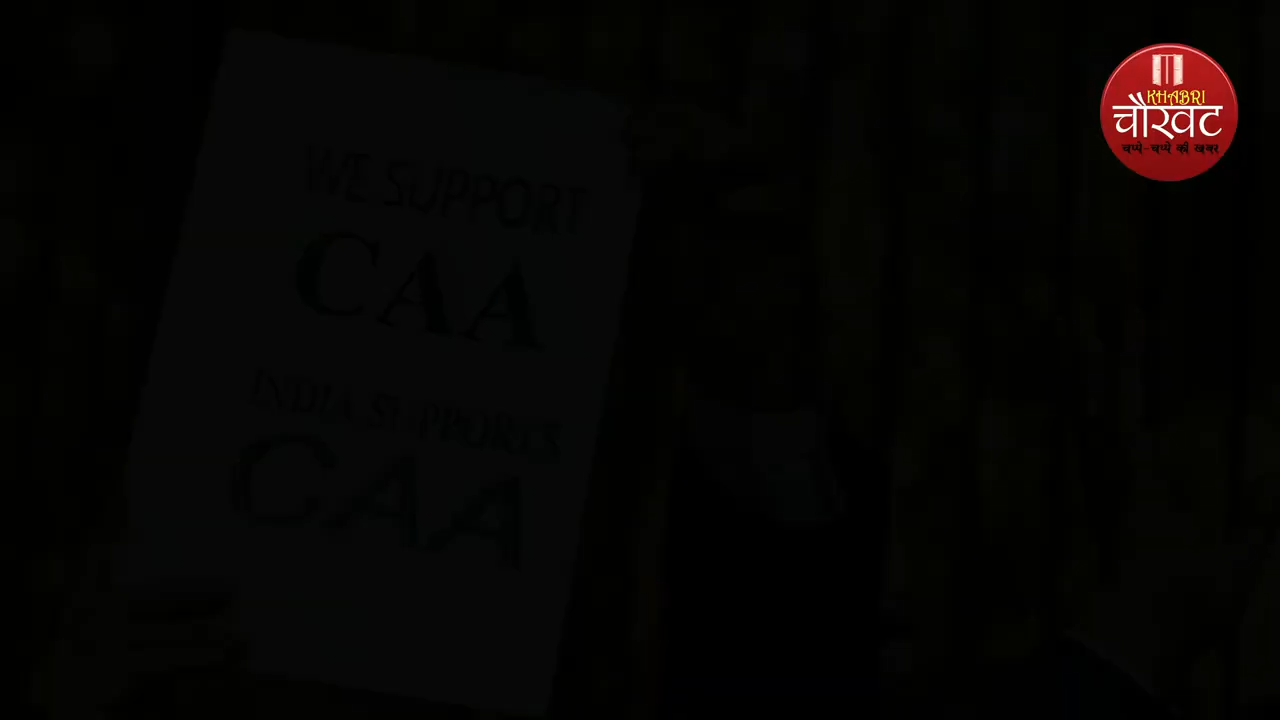 WE SUPPORT
CAA
INDIA SUPPORTS
CAA
KHABRI
चौखट
चप्पे-चप्पे की खबर